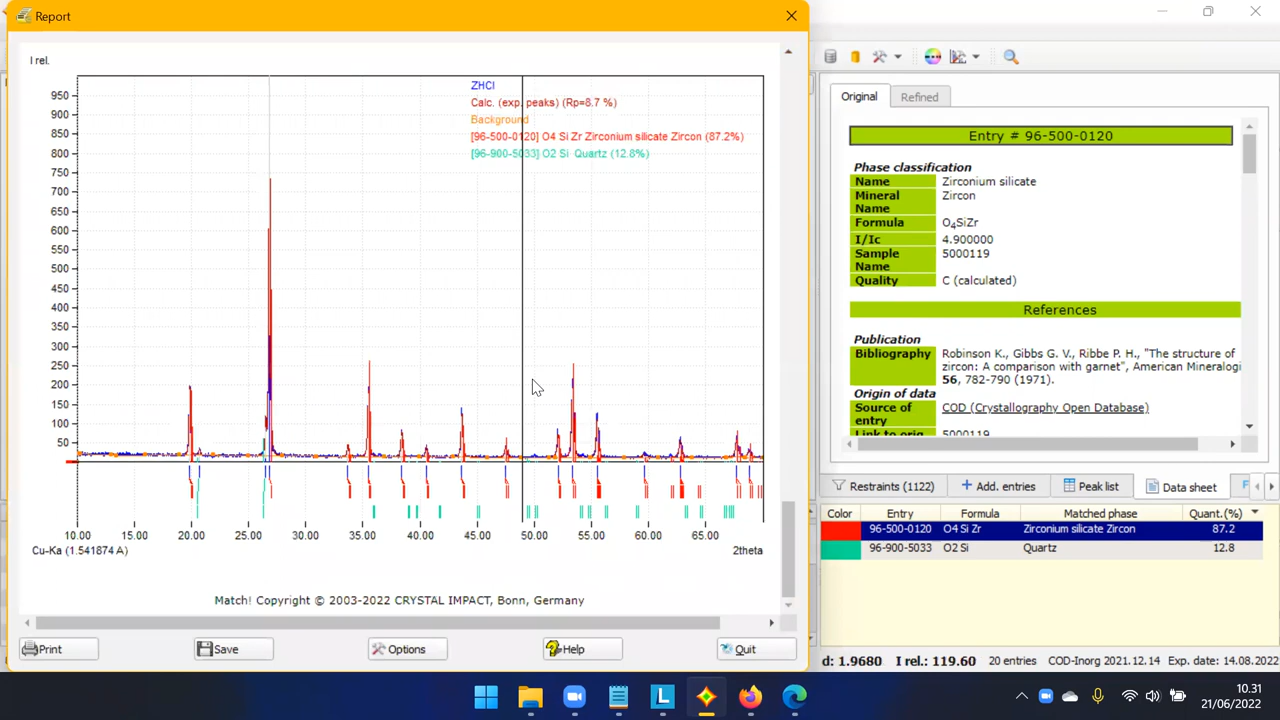 Report
I rel.
ZHCl
Calc. (exp. peaks) (Rp=8.7 %)
Background
[96-500-0120] O4 Si Zr Zirconium silicate Zircon (87.2%)
[96-900-5033] O2 Si Quartz (12.8%)
950
900
850
800
750
700
650
600
550
500
450
400
350
300
250
200
150
100
50
10.00 15.00 20.00 25.00 30.00 35.00 40.00 45.00 50.00 55.00 60.00 65.00
Cu-Ka (1.541874 A) 2theta
Match! Copyright © 2003-2022 CRYSTAL IMPACT, Bonn, Germany
Print Save Options Help Quit
Original Refined
Entry # 96-500-0120
Phase classification
Name Zirconium silicate
Mineral Name Zircon
Formula O4SiZr
I/Ic 4.900000
Sample Name 5000119
Quality C (calculated)
References
Publication
Bibliography Robinson K., Gibbs G. V., Ribbe P. H., "The structure of
zircon: A comparison with garnet", American Mineralogi
56, 782-790 (1971).
Origin of data
Source of entry COD (Crystallography Open Database)
Link to orig 5000119
Restraints (1122) Add. entries Peak list Data sheet F
Color Entry Formula Matched phase Quant.(%)
96-500-0120 O4 Si Zr Zirconium silicate Zircon 87.2
96-900-5033 O2 Si Quartz 12.8
d: 1.9680 I rel.: 119.60 20 entries COD-Inorg 2021.12.14 Exp. date: 14.08.2022
L
10.31
21/06/2022